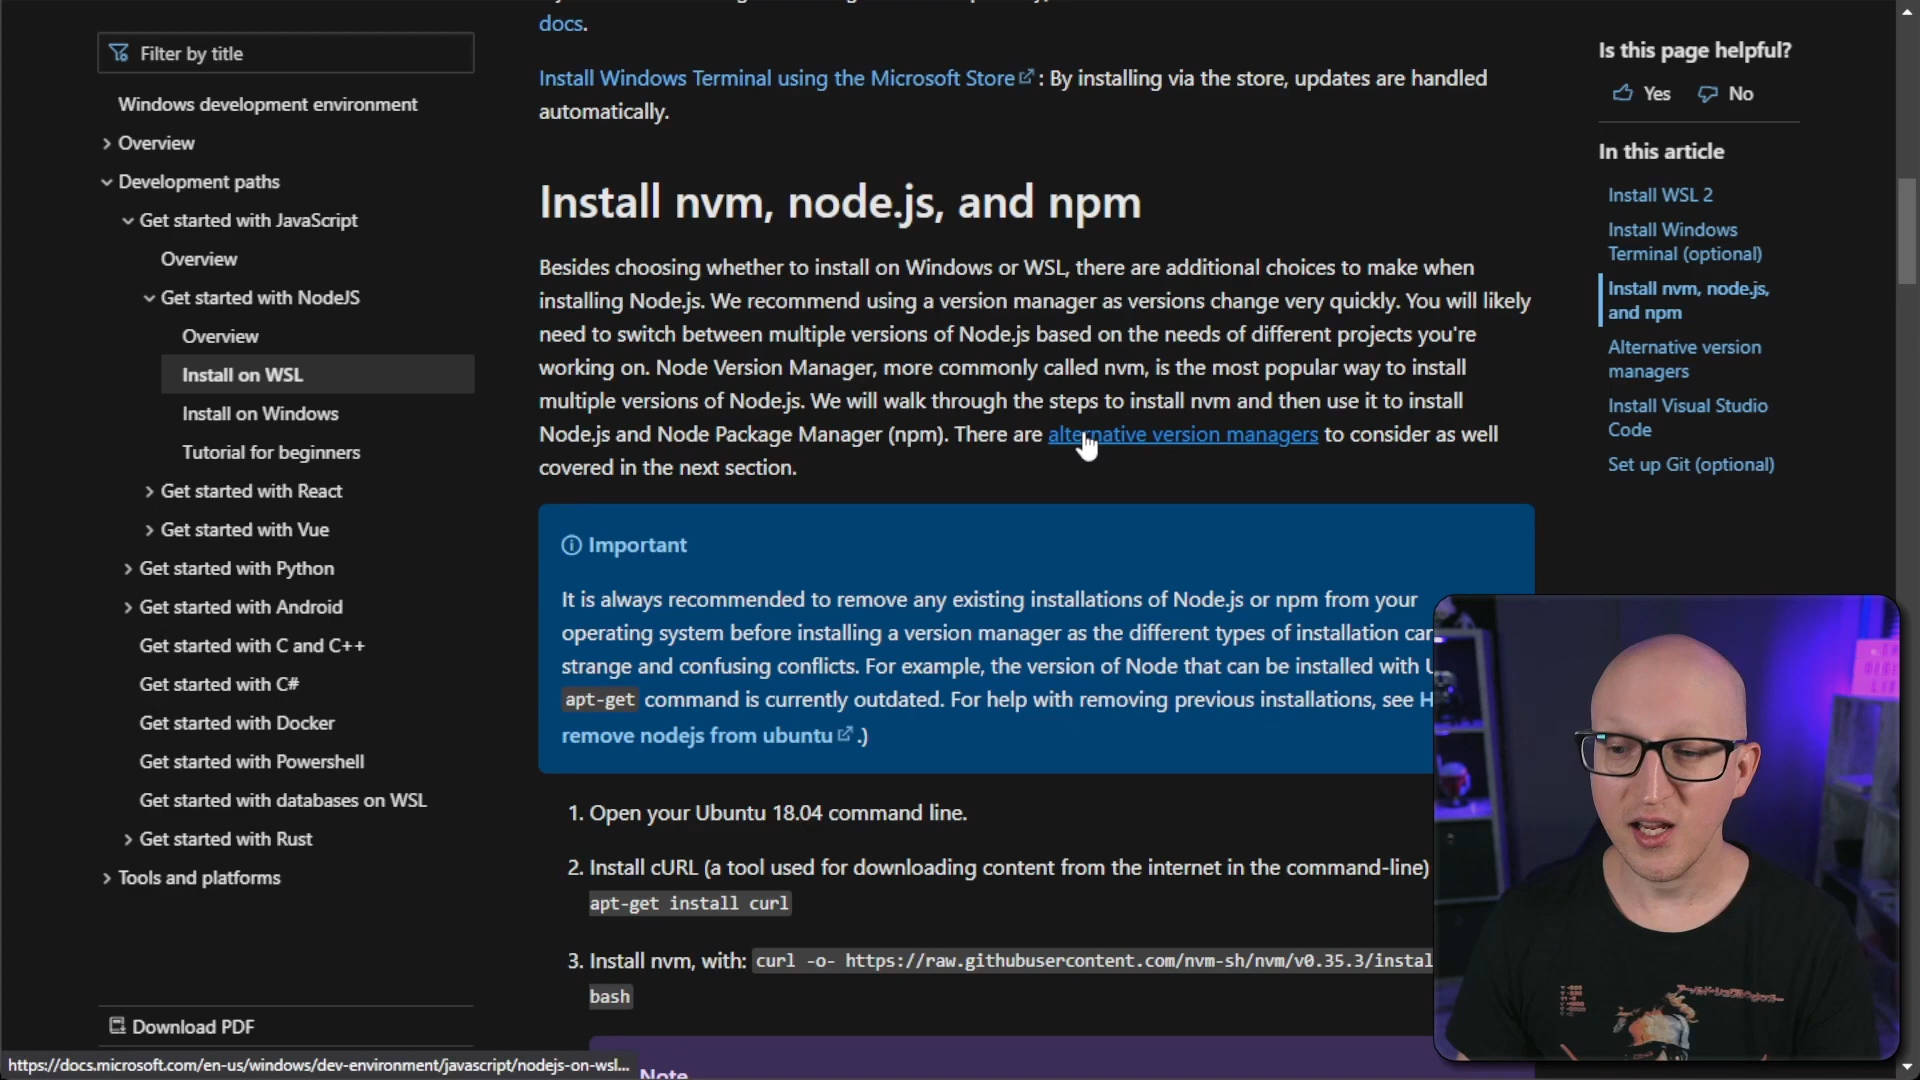 docs.
Filter by title
Install Windows Terminal using the Microsoft Store : By installing via the store, updates are handled
automatically.
Windows development environment
Overview
Development paths
Get started with JavaScript
Overview
Get started with NodeJS
Overview
Install on WSL
Install on Windows
Tutorial for beginners
Get started with React
Get started with Vue
Get started with Python
Get started with Android
Get started with C and C++
Get started with C#
Get started with Docker
Get started with Powershell
Get started with databases on WSL
Get started with Rust
Tools and platforms
Download PDF
Install nvm, node.js, and npm
Besides choosing whether to install on Windows or WSL, there are additional choices to make when
installing Node.js. We recommend using a version manager as versions change very quickly. You will likely
need to switch between multiple versions of Node.js based on the needs of different projects you're
working on. Node Version Manager, more commonly called nvm, is the most popular way to install
multiple versions of Node.js. We will walk through the steps to install nvm and then use it to install
Node.js and Node Package Manager (npm). There are alternative version managers to consider as well
covered in the next section.
Important
It is always recommended to remove any existing installations of Node.js or npm from your
operating system before installing a version manager as the different types of installation can
strange and confusing conflicts. For example, the version of Node that can be installed with U
apt-get command is currently outdated. For help with removing previous installations, see H
remove nodejs from ubuntu .)
1. Open your Ubuntu 18.04 command line.
2. Install cURL (a tool used for downloading content from the internet in the command-line)
apt-get install curl
3. Install nvm, with: curl -o- https://raw.githubusercontent.com/nvm-sh/nvm/v0.35.3/instal
bash
Note
Is this page helpful?
Yes No
In this article
Install WSL 2
Install Windows
Terminal (optional)
Install nvm, node.js,
and npm
Alternative version
managers
Install Visual Studio
Code
Set up Git (optional)
https://docs.microsoft.com/en-us/windows/dev-environment/javascript/nodejs-on-wsl...